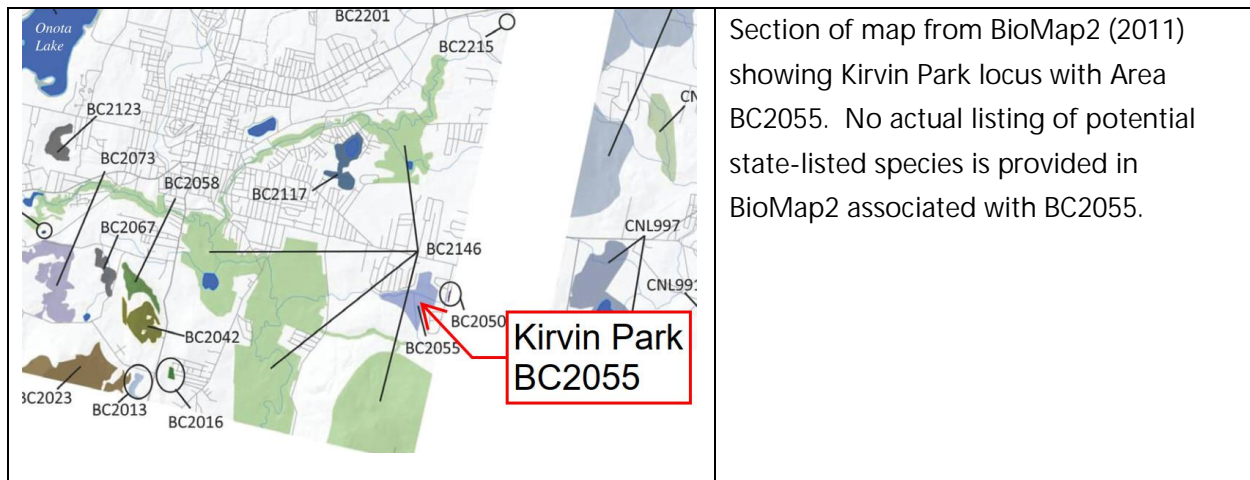 Onota
Lake
BC2201
BC2215
BC2123
BC2073
BC2058
BC2117
BC2067
BC2146
CNL997
CNL991
BC2042
BC2050
BC2055
Kirvin Park
BC2055
BC2023
BC2013
BC2016
Section of map from BioMap2 (2011)
showing Kirvin Park locus with Area
BC2055. No actual listing of potential
state-listed species is provided in
BioMap2 associated with BC2055.